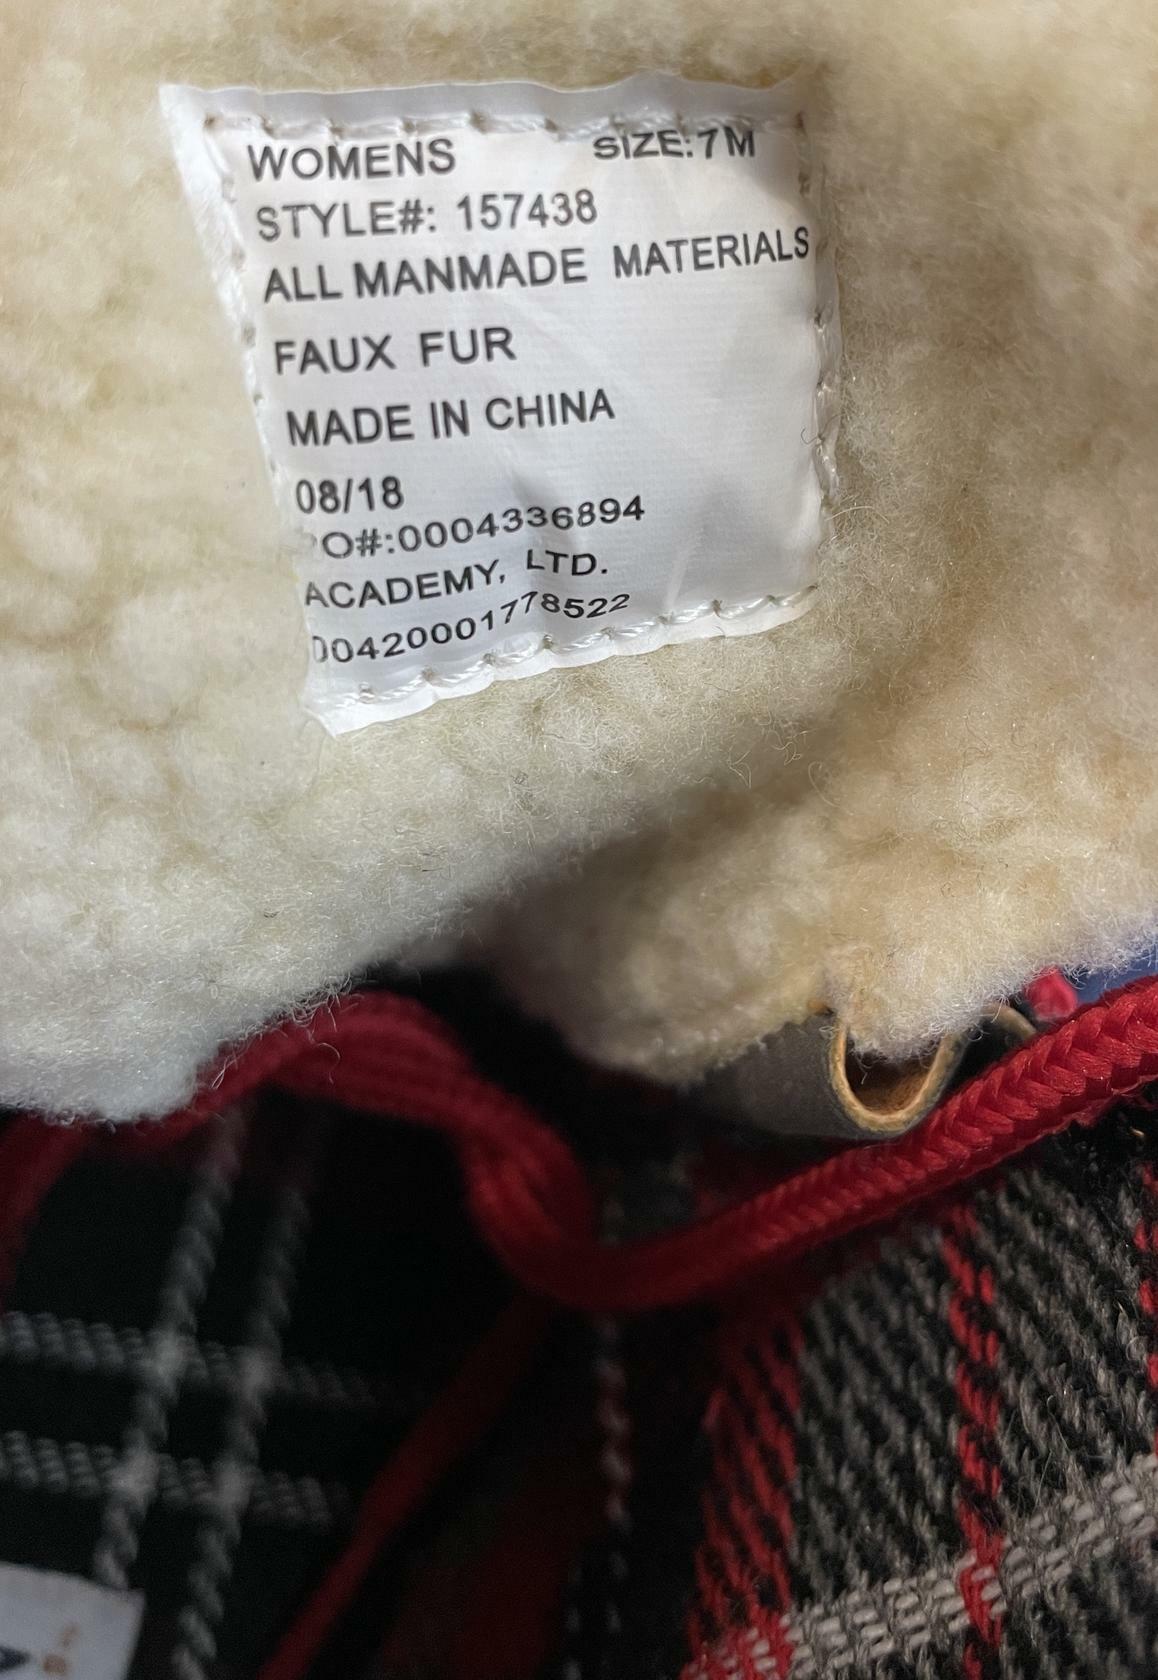 WOMENS SIZE: 7 M
STYLE#: 157438
ALL MANMADE MATERIALS
FAUX FUR
MADE IN CHINA
08/18
PO#:0004336894
ACADEMY, LTD.
00420001778522